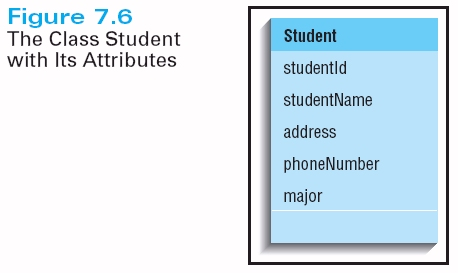 Figure 7.6
The Class Student
with Its Attributes
Student
studentId
studentName
address
phoneNumber
major